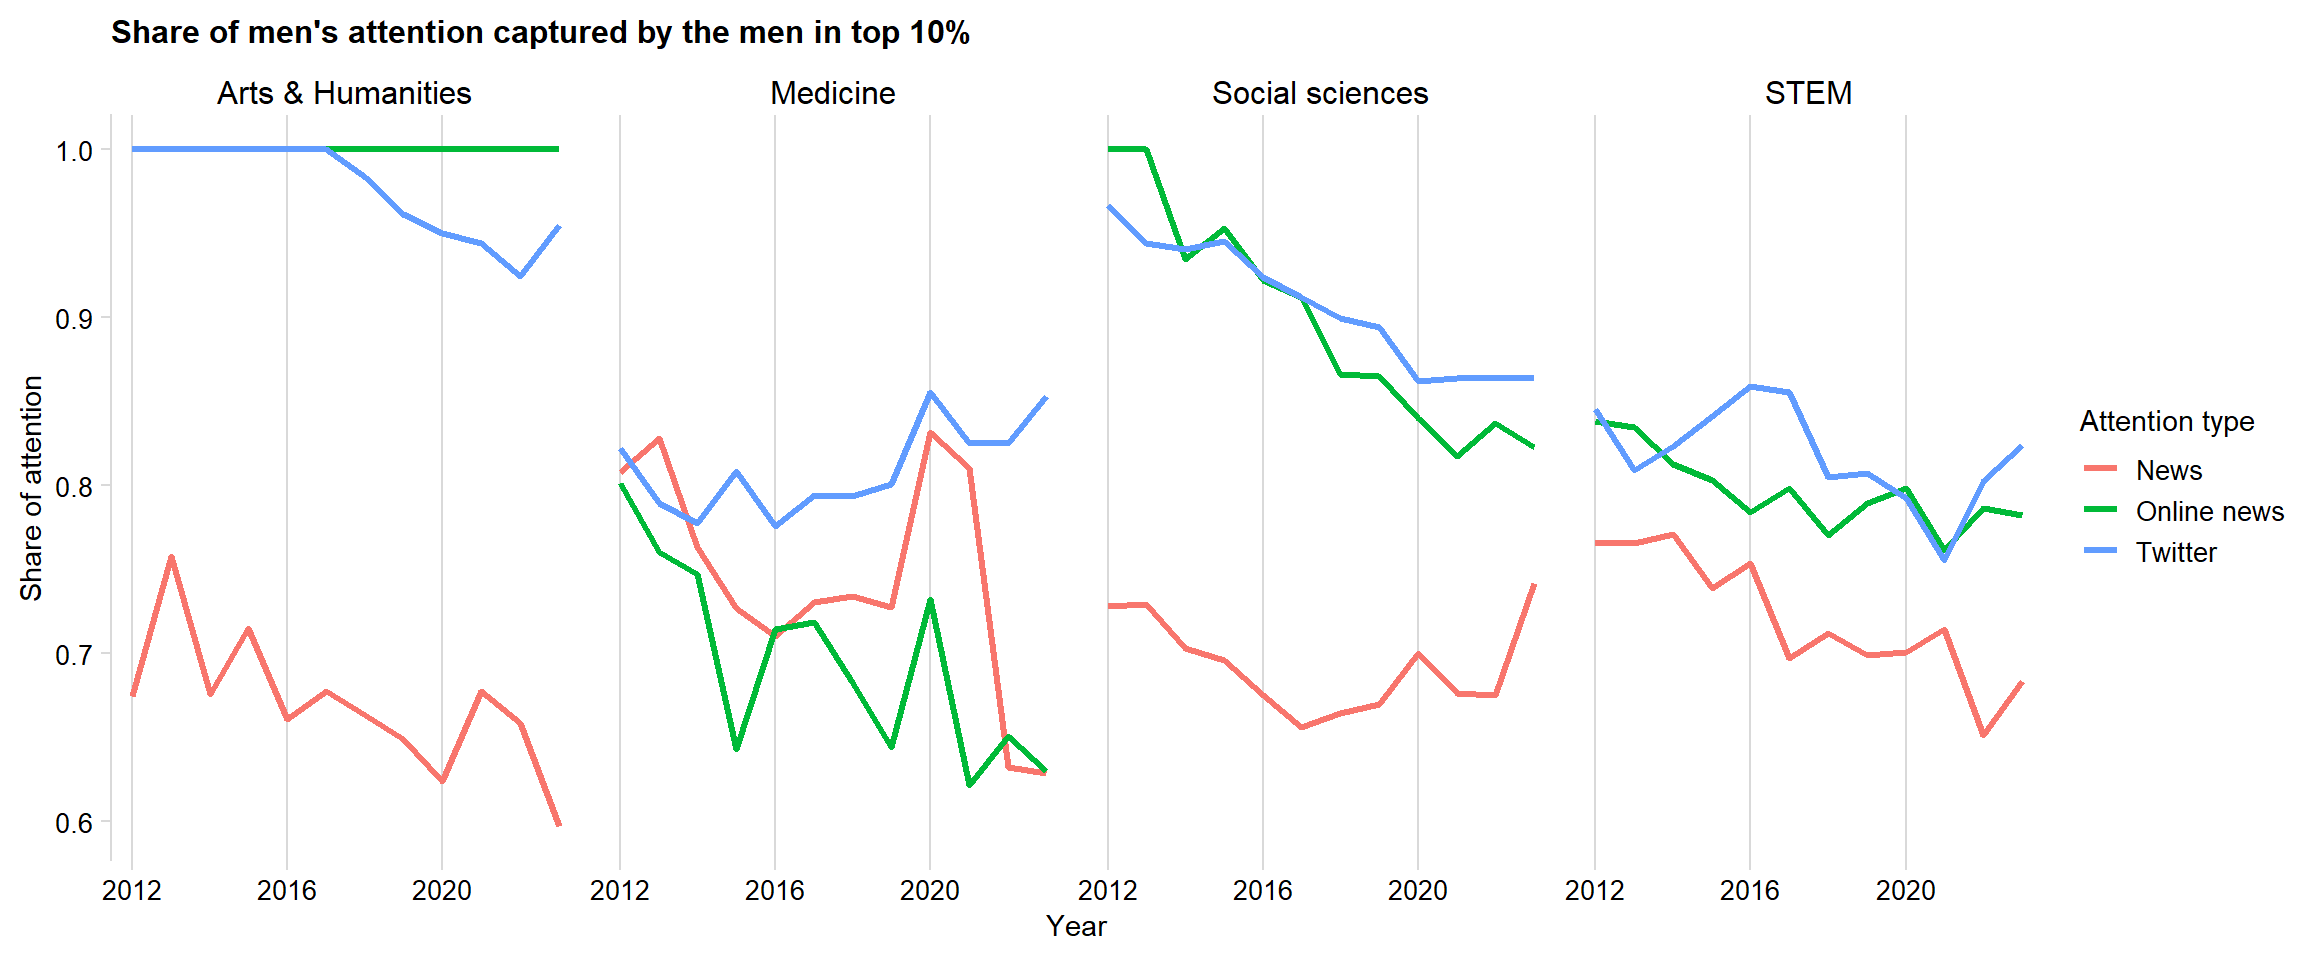 Share of men's attention captured by the men in top 10%
Arts & Humanities
Medicine
Social sciences
STEM
1.0
0.9
0.8
0.7
0.6
Share of attention
2012 2016 2020
2012 2016 2020
2012 2016 2020
2012 2016 2020
Year
Attention type
News
Online news
Twitter